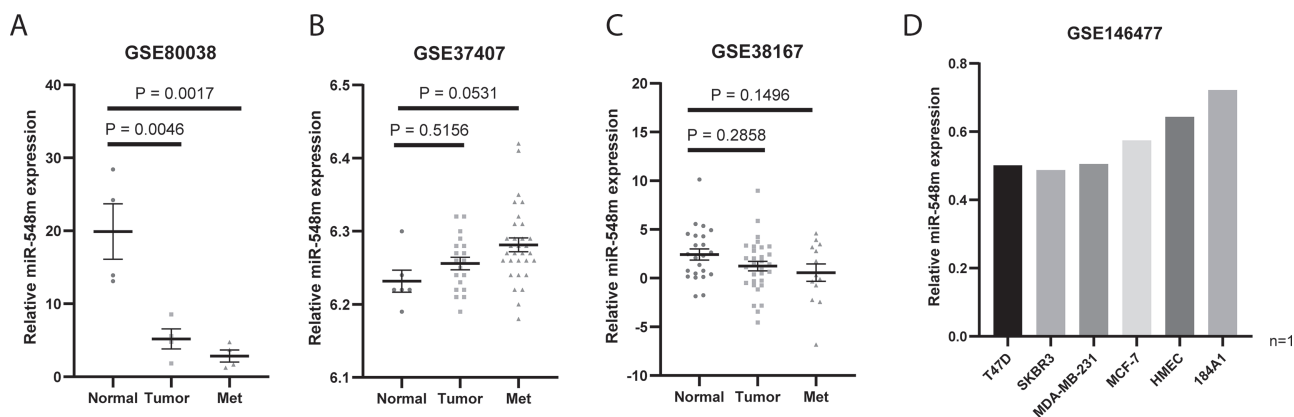 A
GSE80038
Relative miR-548m expression
40
30
20
10
0
P = 0.0017
P = 0.0046
Normal Tumor Met
B
GSE37407
Relative miR-548m expression
6.5
6.4
6.3
6.2
6.1
P = 0.0531
P = 0.5156
Normal Tumor Met
C
GSE38167
Relative miR-548m expression
20
15
10
5
0
-5
-10
P = 0.1496
P = 0.2858
Normal Tumor Met
D
GSE146477
Relative miR-548m expression
0.8
0.6
0.4
0.2
0.0
T47D
SKBR3
MDA-MB-231
MCF-7
HMEC
184A1
n=1